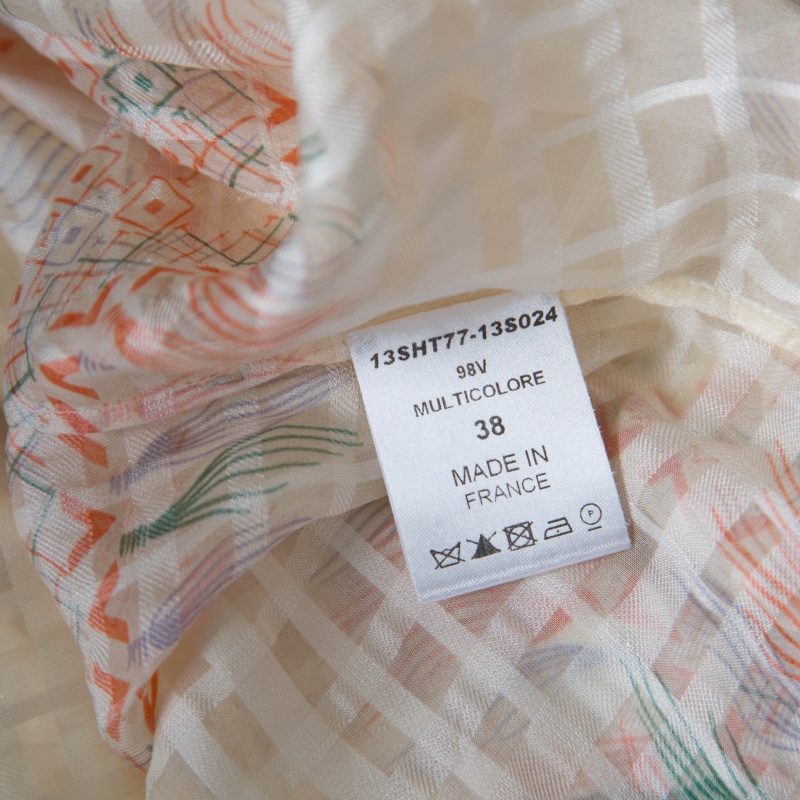 13SHT77-13S024
98V
MULTICOLORE
38
MADE IN
FRANCE
P